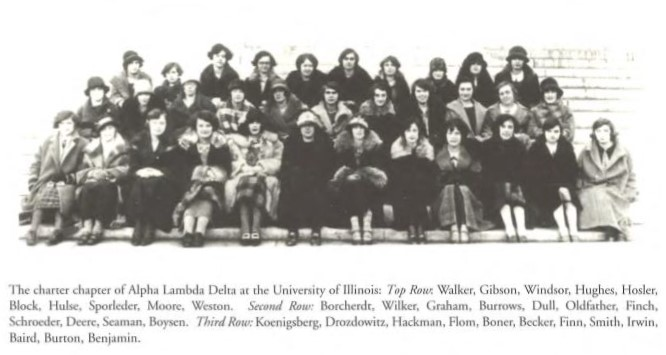 The charter chapter of Alpha Lambda Delta at the University of Illinois: Top Row: Walker, Gibson, Windsor, Hughes, Hosler,
Block, Hulse, Sporleder, Moore, Weston. Second Row: Borcherdt, Wilker, Graham, Burrows, Dull, Oldfather, Finch,
Schroeder, Deere, Seaman, Boysen. Third Row: Koenigsberg, Drozdowitz, Hackman, Flom, Boner, Becker, Finn, Smith, Irwin,
Baird, Burton, Benjamin.